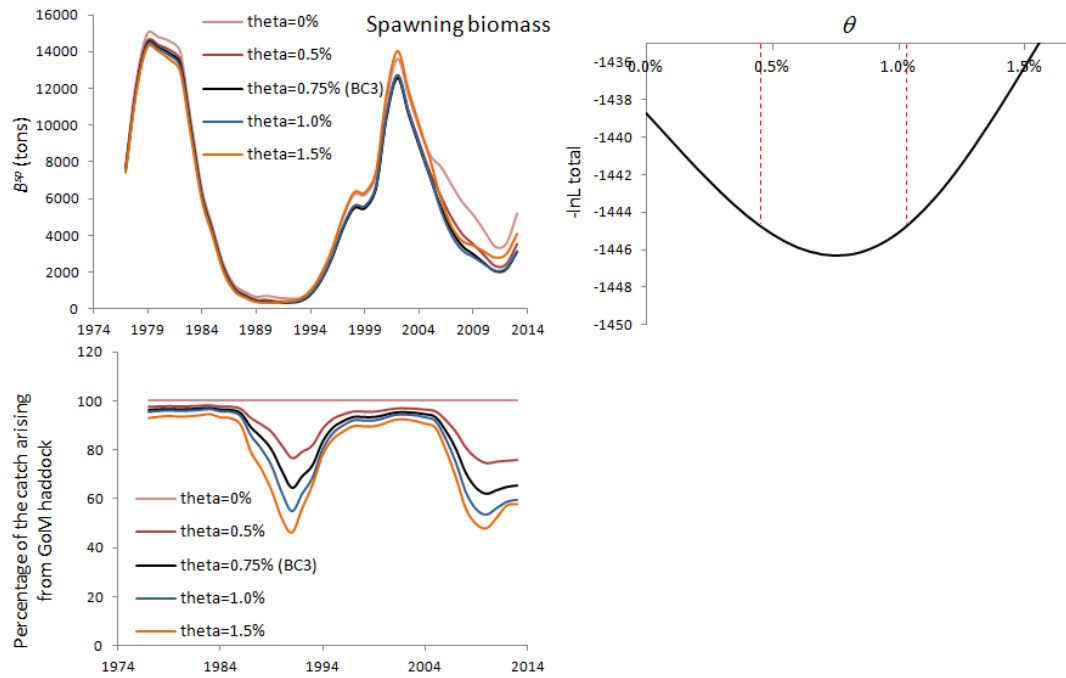 Spawning biomass
16000
14000
12000
10000
8000
6000
4000
2000
0
Bsp (tons)
theta=0%
theta=0.5%
theta=0.75% (BC3)
theta=1.0%
theta=1.5%
1974 1979 1984 1989 1994 1999 2004 2009 2014
θ
0.0% 0.5% 1.0% 1.5%
-1436
-1438
-1440
-1442
-1444
-1446
-1448
-1450
-lnL total
120
100
80
60
40
20
0
Percentage of the catch arising
from GoM haddock
theta=0%
theta=0.5%
theta=0.75% (BC3)
theta=1.0%
theta=1.5%
1974 1984 1994 2004 2014